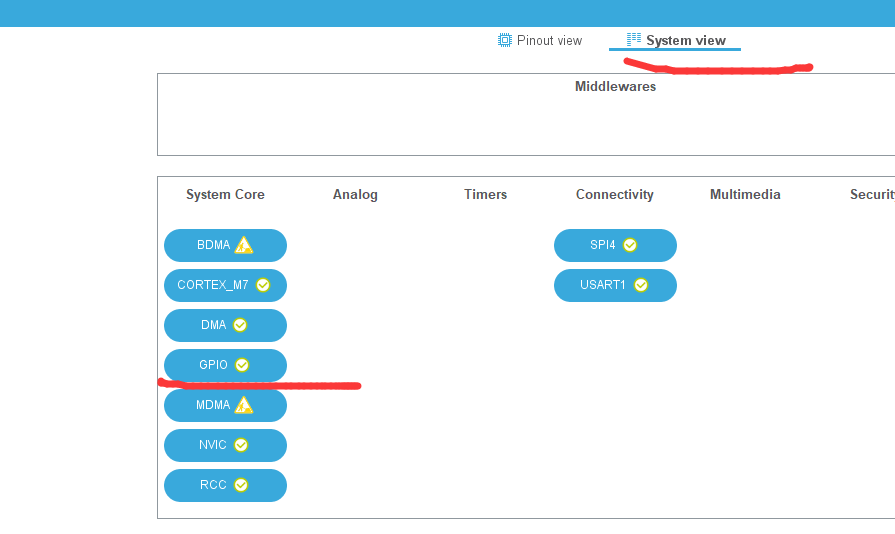 Pinout view System view
Middlewares
System Core Analog Timers Connectivity Multimedia Securit
BDMA SPI4
CORTEX_M7 USART1
DMA
GPIO
MDMA
NVIC
RCC